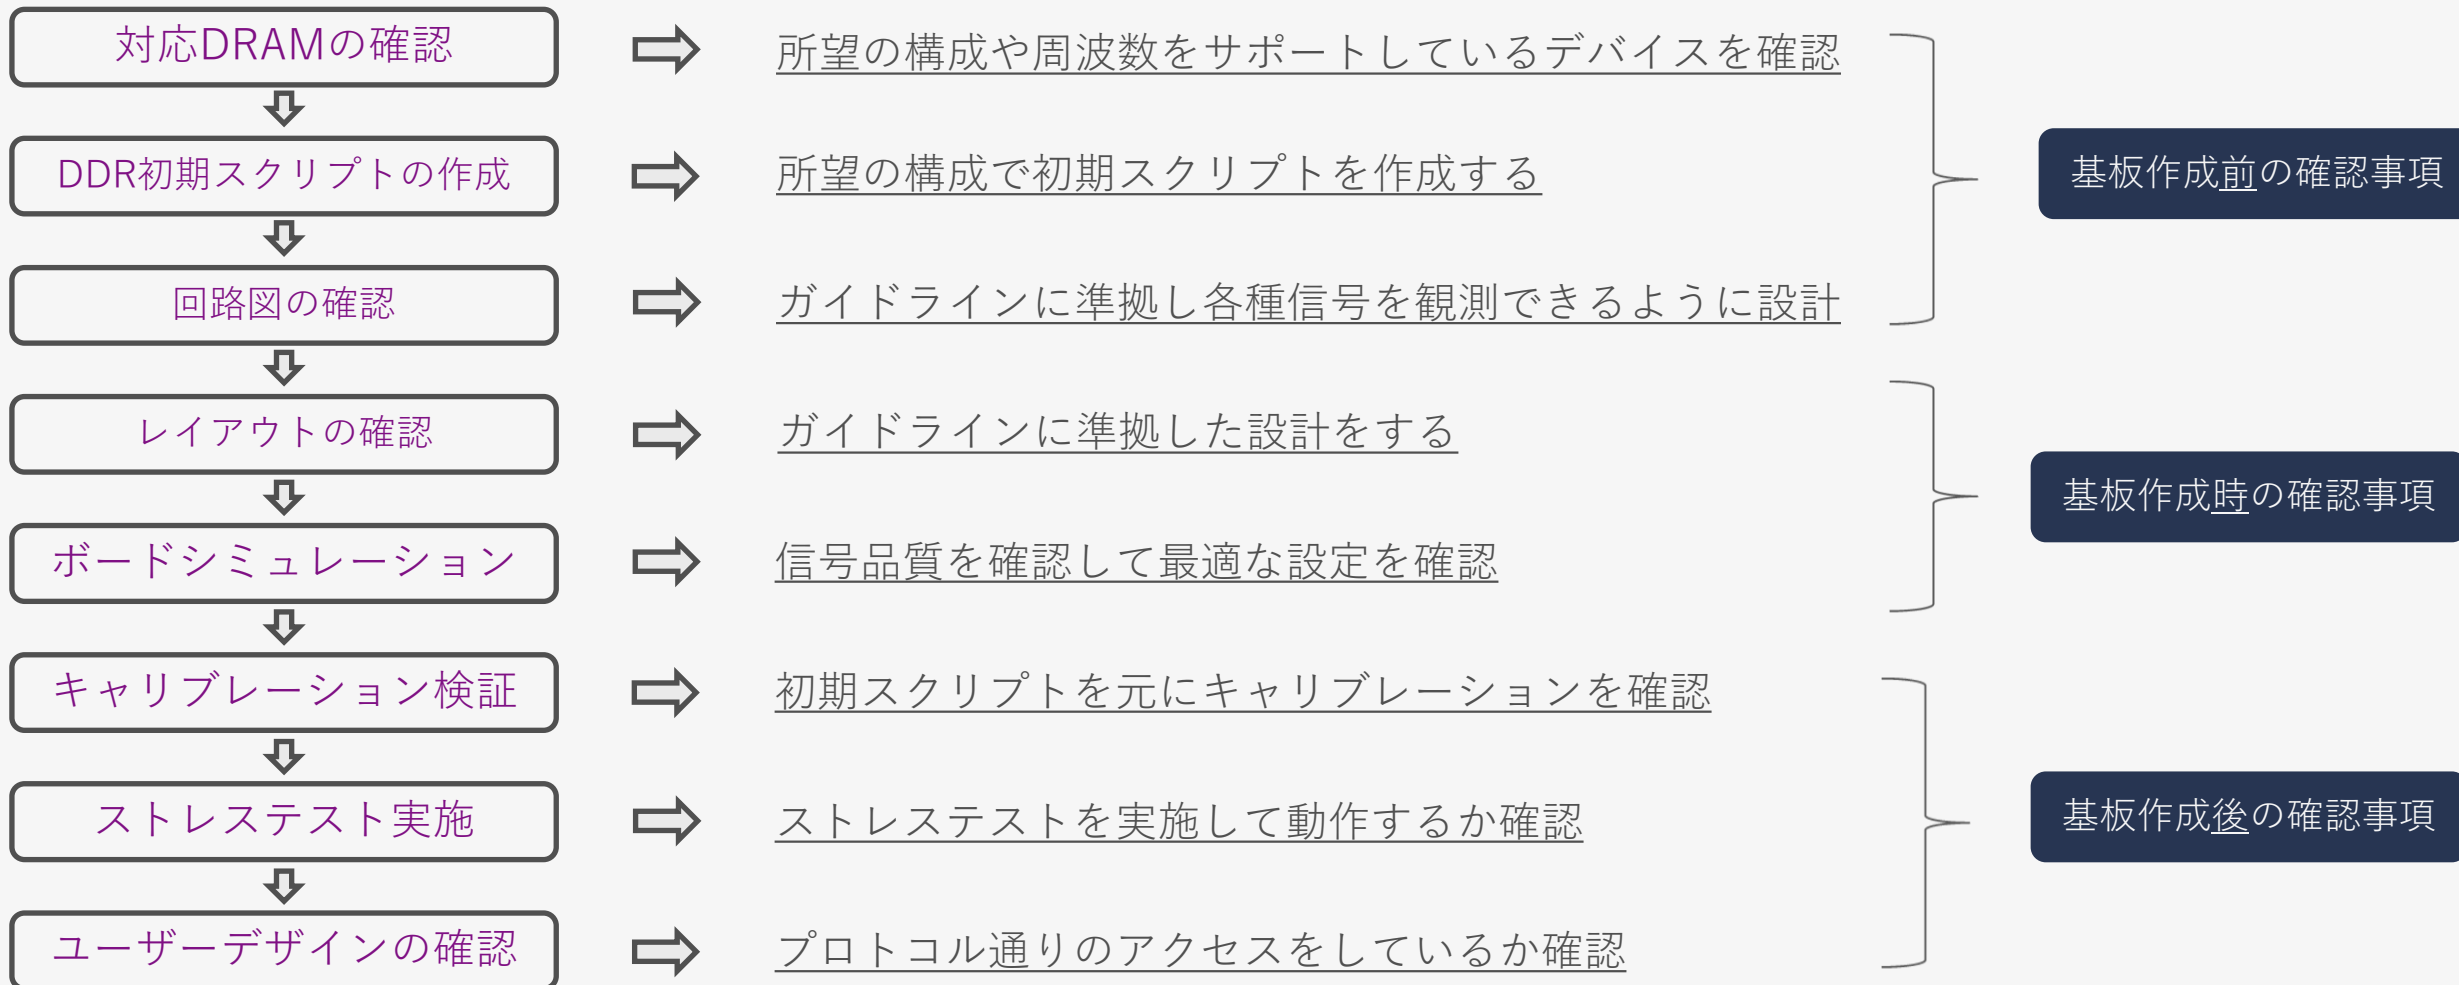 対応DRAMの確認
所望の構成や周波数をサポートしているデバイスを確認
DDR初期スクリプトの作成
所望の構成で初期スクリプトを作成する
基板作成前の確認事項
回路図の確認
ガイドラインに準拠し各種信号を観測できるように設計
レイアウトの確認
ガイドラインに準拠した設計をする
基板作成時の確認事項
ボードシミュレーション
信号品質を確認して最適な設定を確認
キャリブレーション検証
初期スクリプトを元にキャリブレーションを確認
ストレステスト実施
ストレステストを実施して動作するか確認
基板作成後の確認事項
ユーザーデザインの確認
プロトコル通りのアクセスをしているか確認